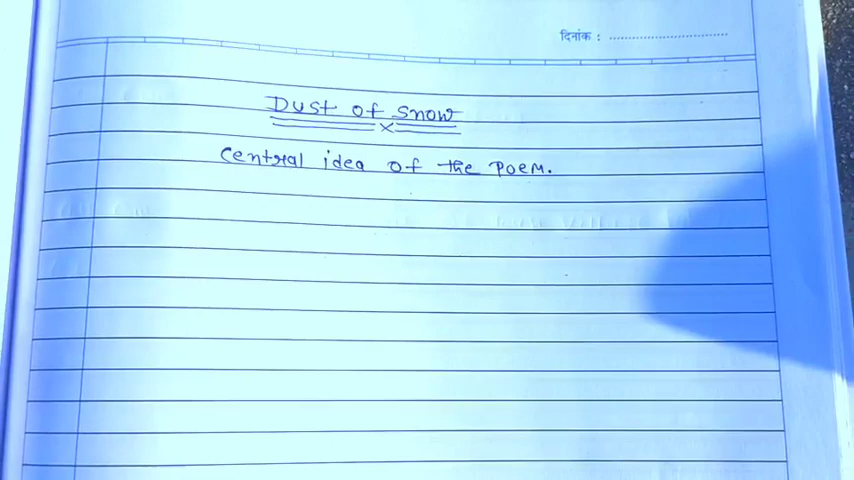 दिनांक : ........................................
Dust of snow
×
Central idea of the Poem.